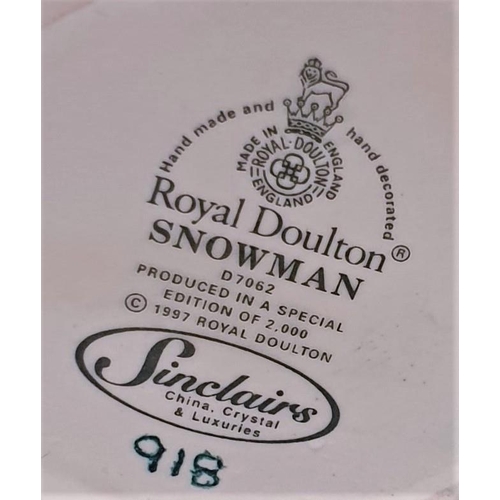 Hand made and hand decorated
MADE IN ENGLAND
ROYAL·DOULTON
ENGLAND
Royal Doulton®
SNOWMAN
D7062
PRODUCED IN A SPECIAL
EDITION OF 2,000
© 1997 ROYAL DOULTON
Sinclairs
China, Crystal
& Luxuries
918